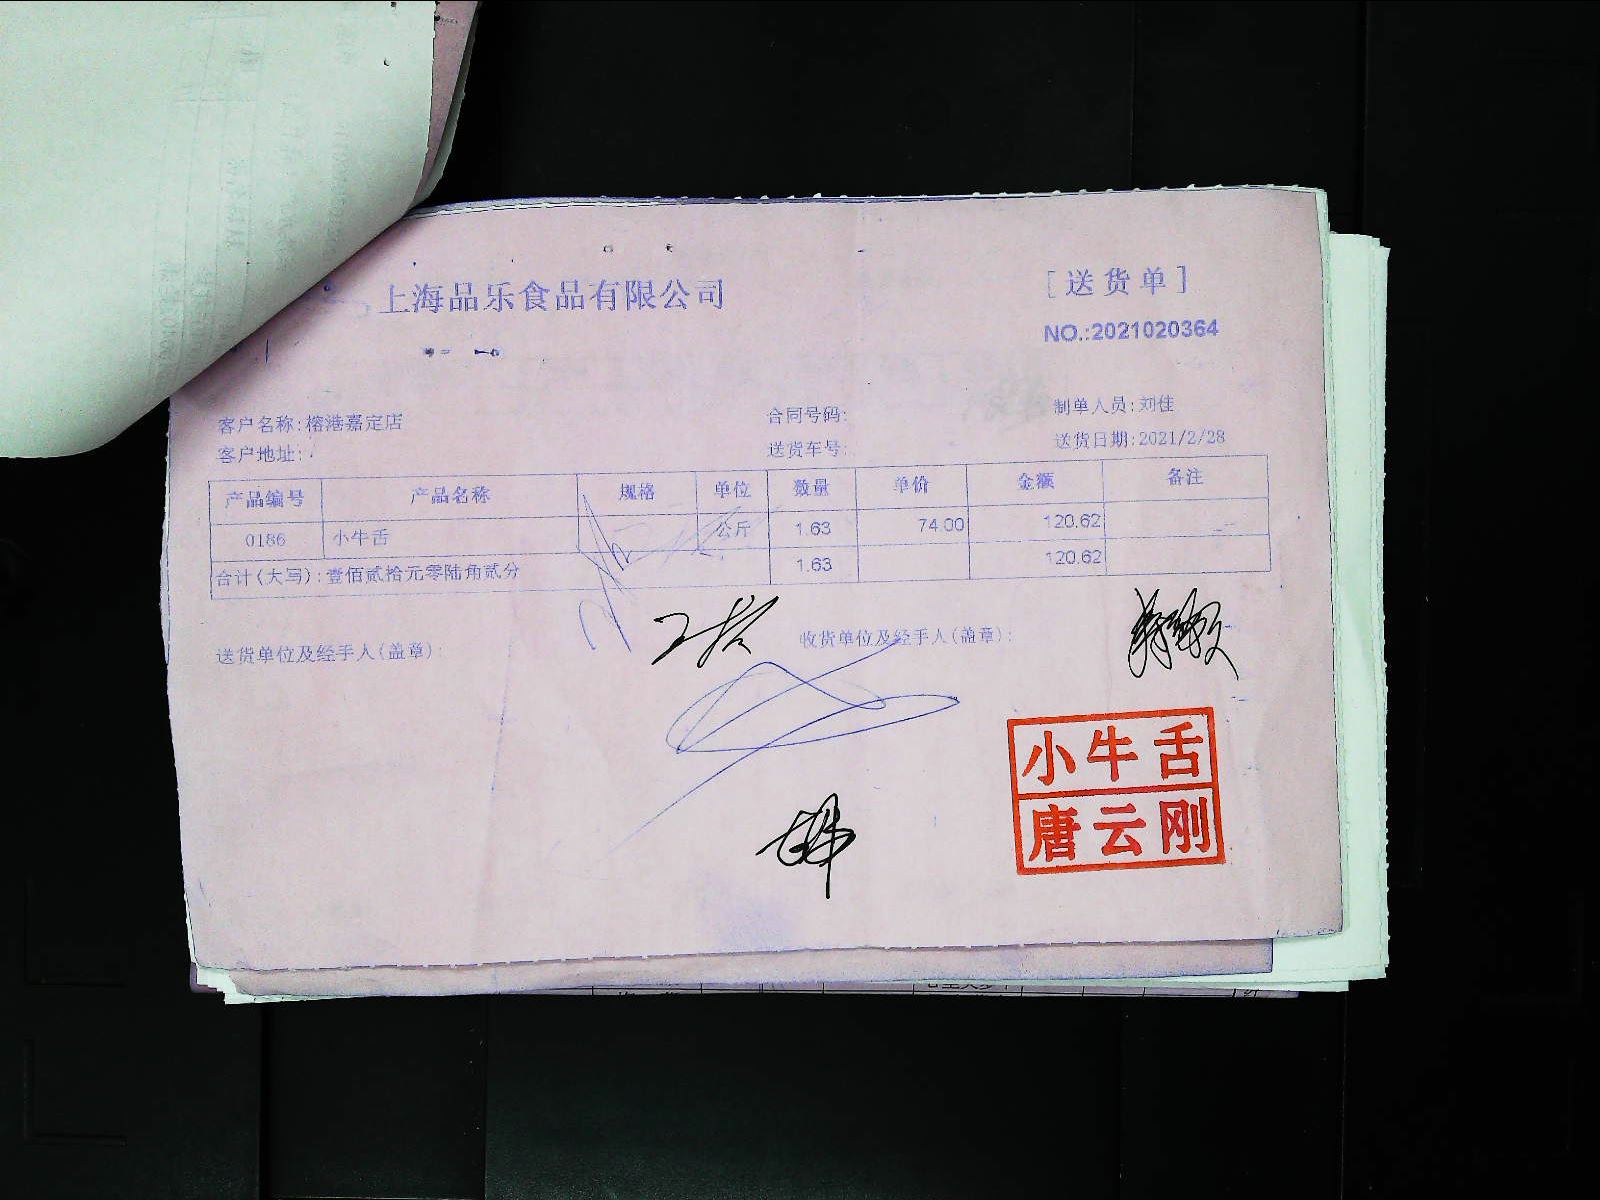 上海品乐食品有限公司
[送货单]
NO.:2021020364
客户名称:榕港嘉定店 合同号码: 制单人员:刘佳
客户地址: 送货车号: 送货日期:2021/2/28
产品编号 产品名称 规格 单位 数量 单价 金额 备注
0186 小牛舌 公斤 1.63 74.00 120.62
合计(大写):壹佰贰拾元零陆角贰分 1.63 120.62
送货单位及经手人(盖章): 收货单位及经手人(盖章):
小牛舌
唐云刚